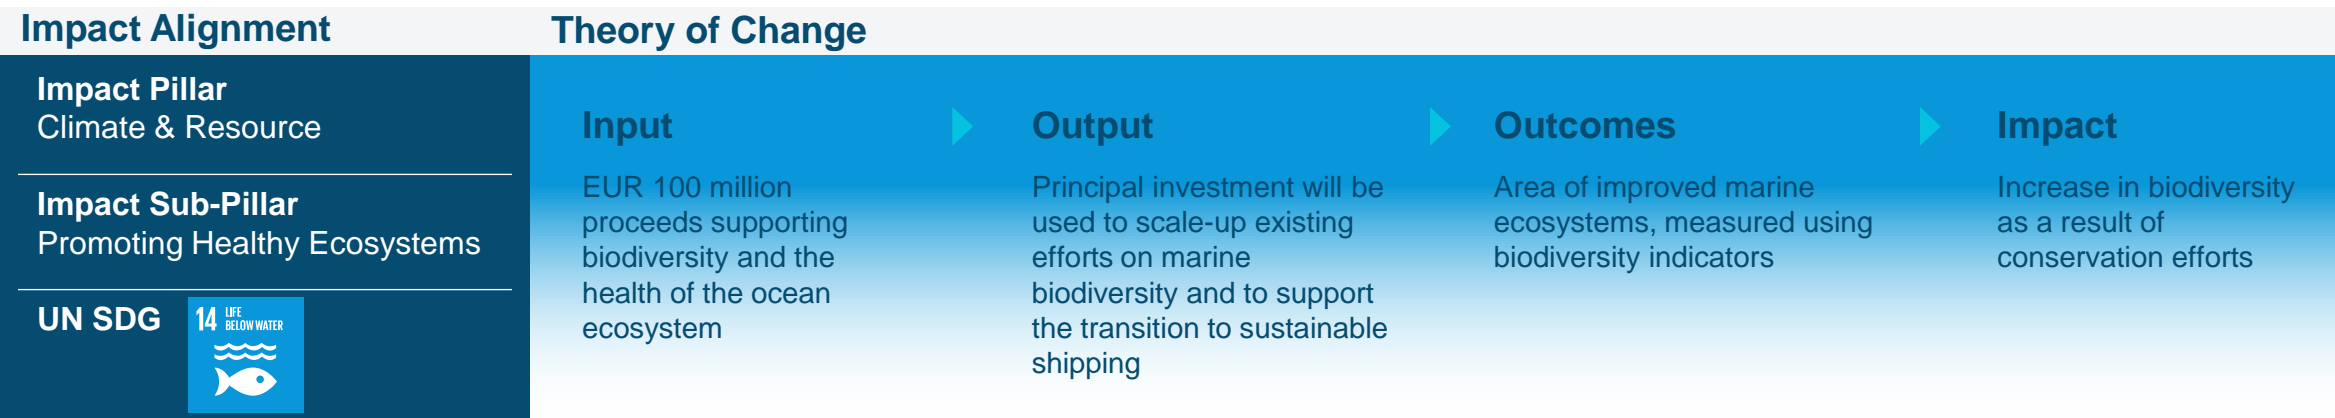 Impact Alignment
Theory of Change
Impact Pillar
Climate & Resource
Impact Sub-Pillar
Promoting Healthy Ecosystems
UN SDG
14 LIFE
BELOW WATER
Input
EUR 100 million
proceeds supporting
biodiversity and the
health of the ocean
ecosystem
Output
Principal investment will be
used to scale-up existing
efforts on marine
biodiversity and to support
the transition to sustainable
shipping
Outcomes
Area of improved marine
ecosystems, measured using
biodiversity indicators
Impact
Increase in biodiversity
as a result of
conservation efforts